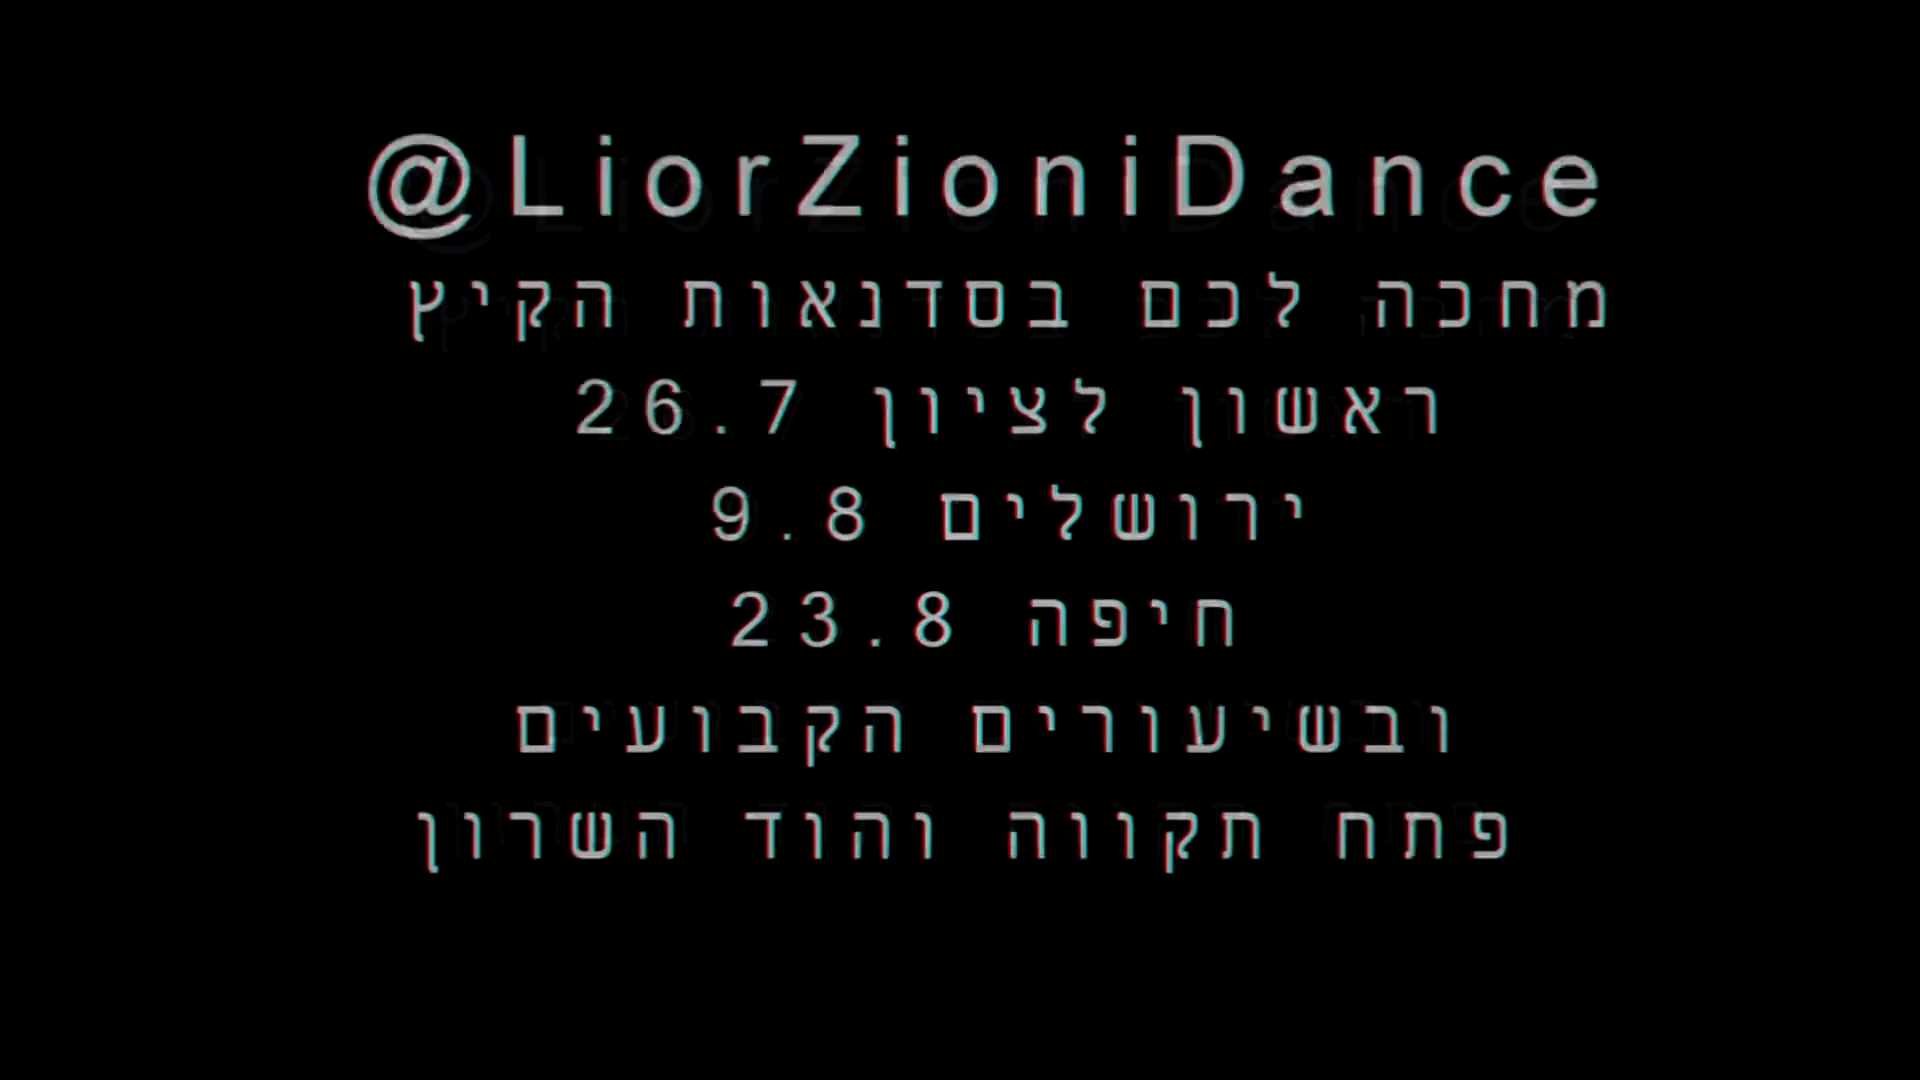 @LiorZioniDance
מחכה לכם בסדנאות הקיץ
ראשון לציון 26.7
ירושלים 9.8
חיפה 23.8
ובשיעורים הקבועים
פתח תקווה והוד השרון